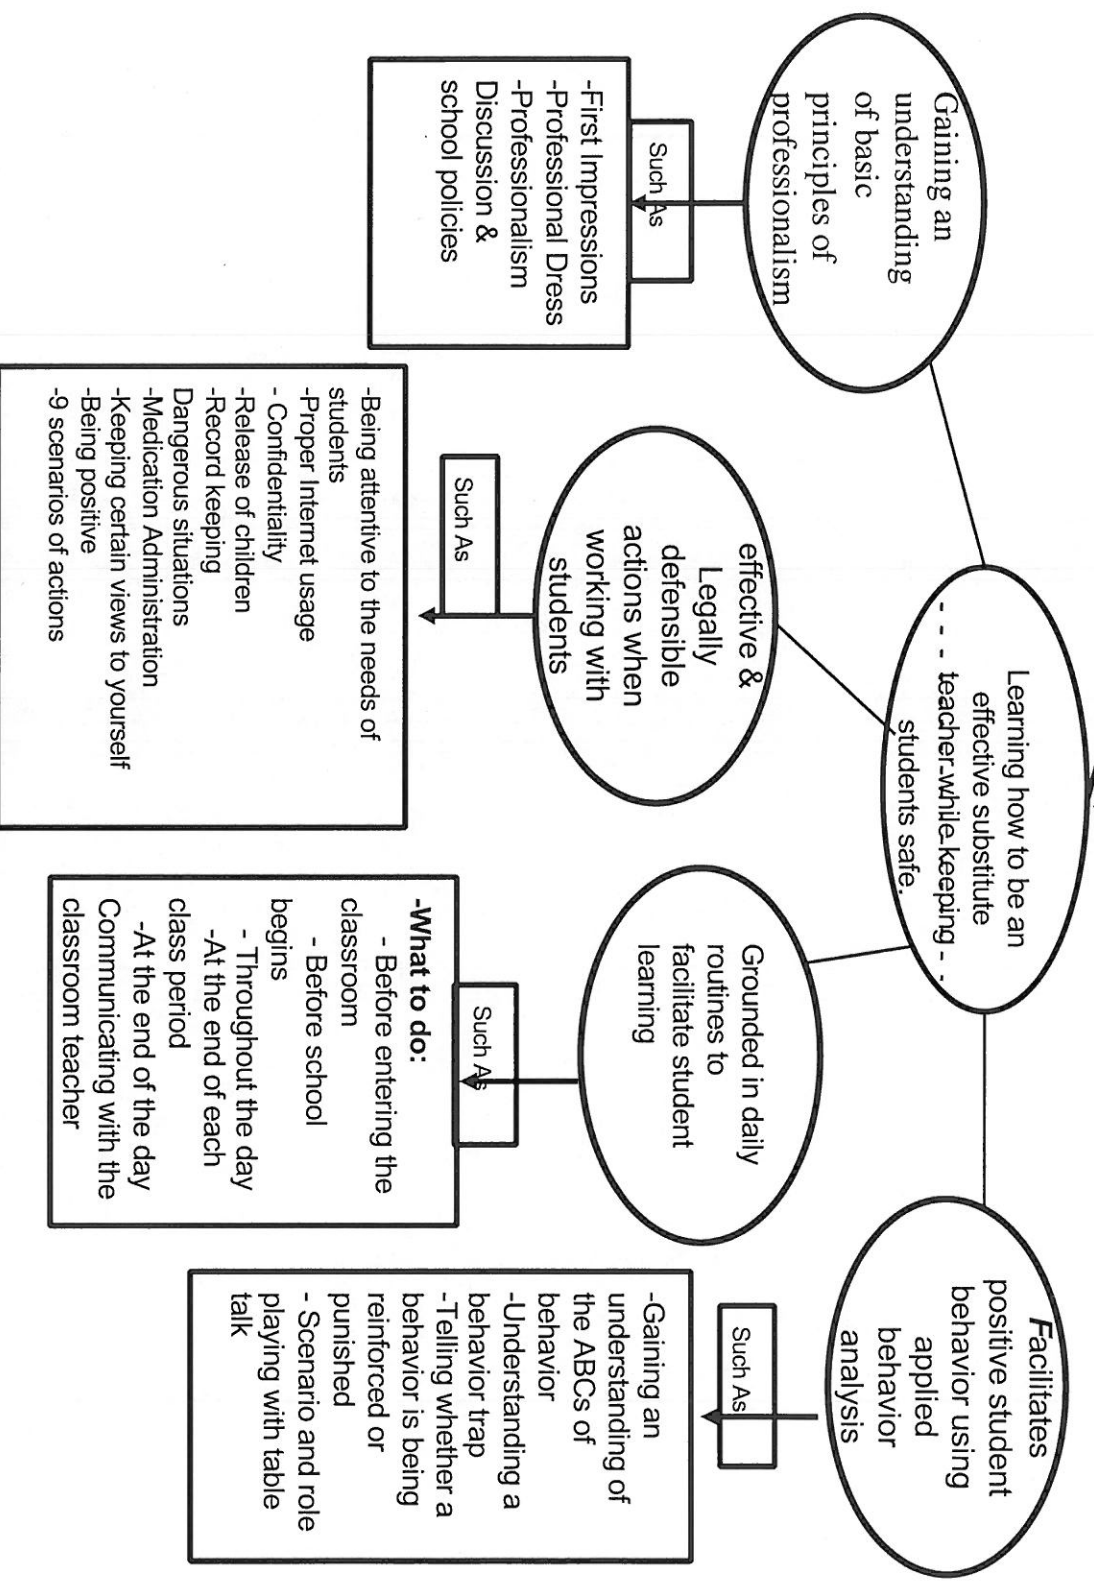 Learning how to be an
effective substitute
- - - teacher while keeping - -
students safe.
Gaining an
understanding
of basic
principles of
professionalism
Such As
-First Impressions
-Professional Dress
-Professionalism
Discussion &
school policies
effective &
Legally
defensible
actions when
working with
students
Such As
-Being attentive to the needs of
students
-Proper Internet usage
- Confidentiality
-Release of children
-Record keeping
Dangerous situations
-Medication Administration
-Keeping certain views to yourself
-Being positive
-9 scenarios of actions
Grounded in daily
routines to
facilitate student
learning
Such As
-What to do:
- Before entering the
classroom
- Before school
begins
- Throughout the day
-At the end of each
class period
-At the end of the day
Communicating with the
classroom teacher
Facilitates
positive student
behavior using
applied
behavior
analysis
Such As
-Gaining an
understanding of
the ABCs of
behavior
-Understanding a
behavior trap
-Telling whether a
behavior is being
reinforced or
punished
- Scenario and role
playing with table
talk